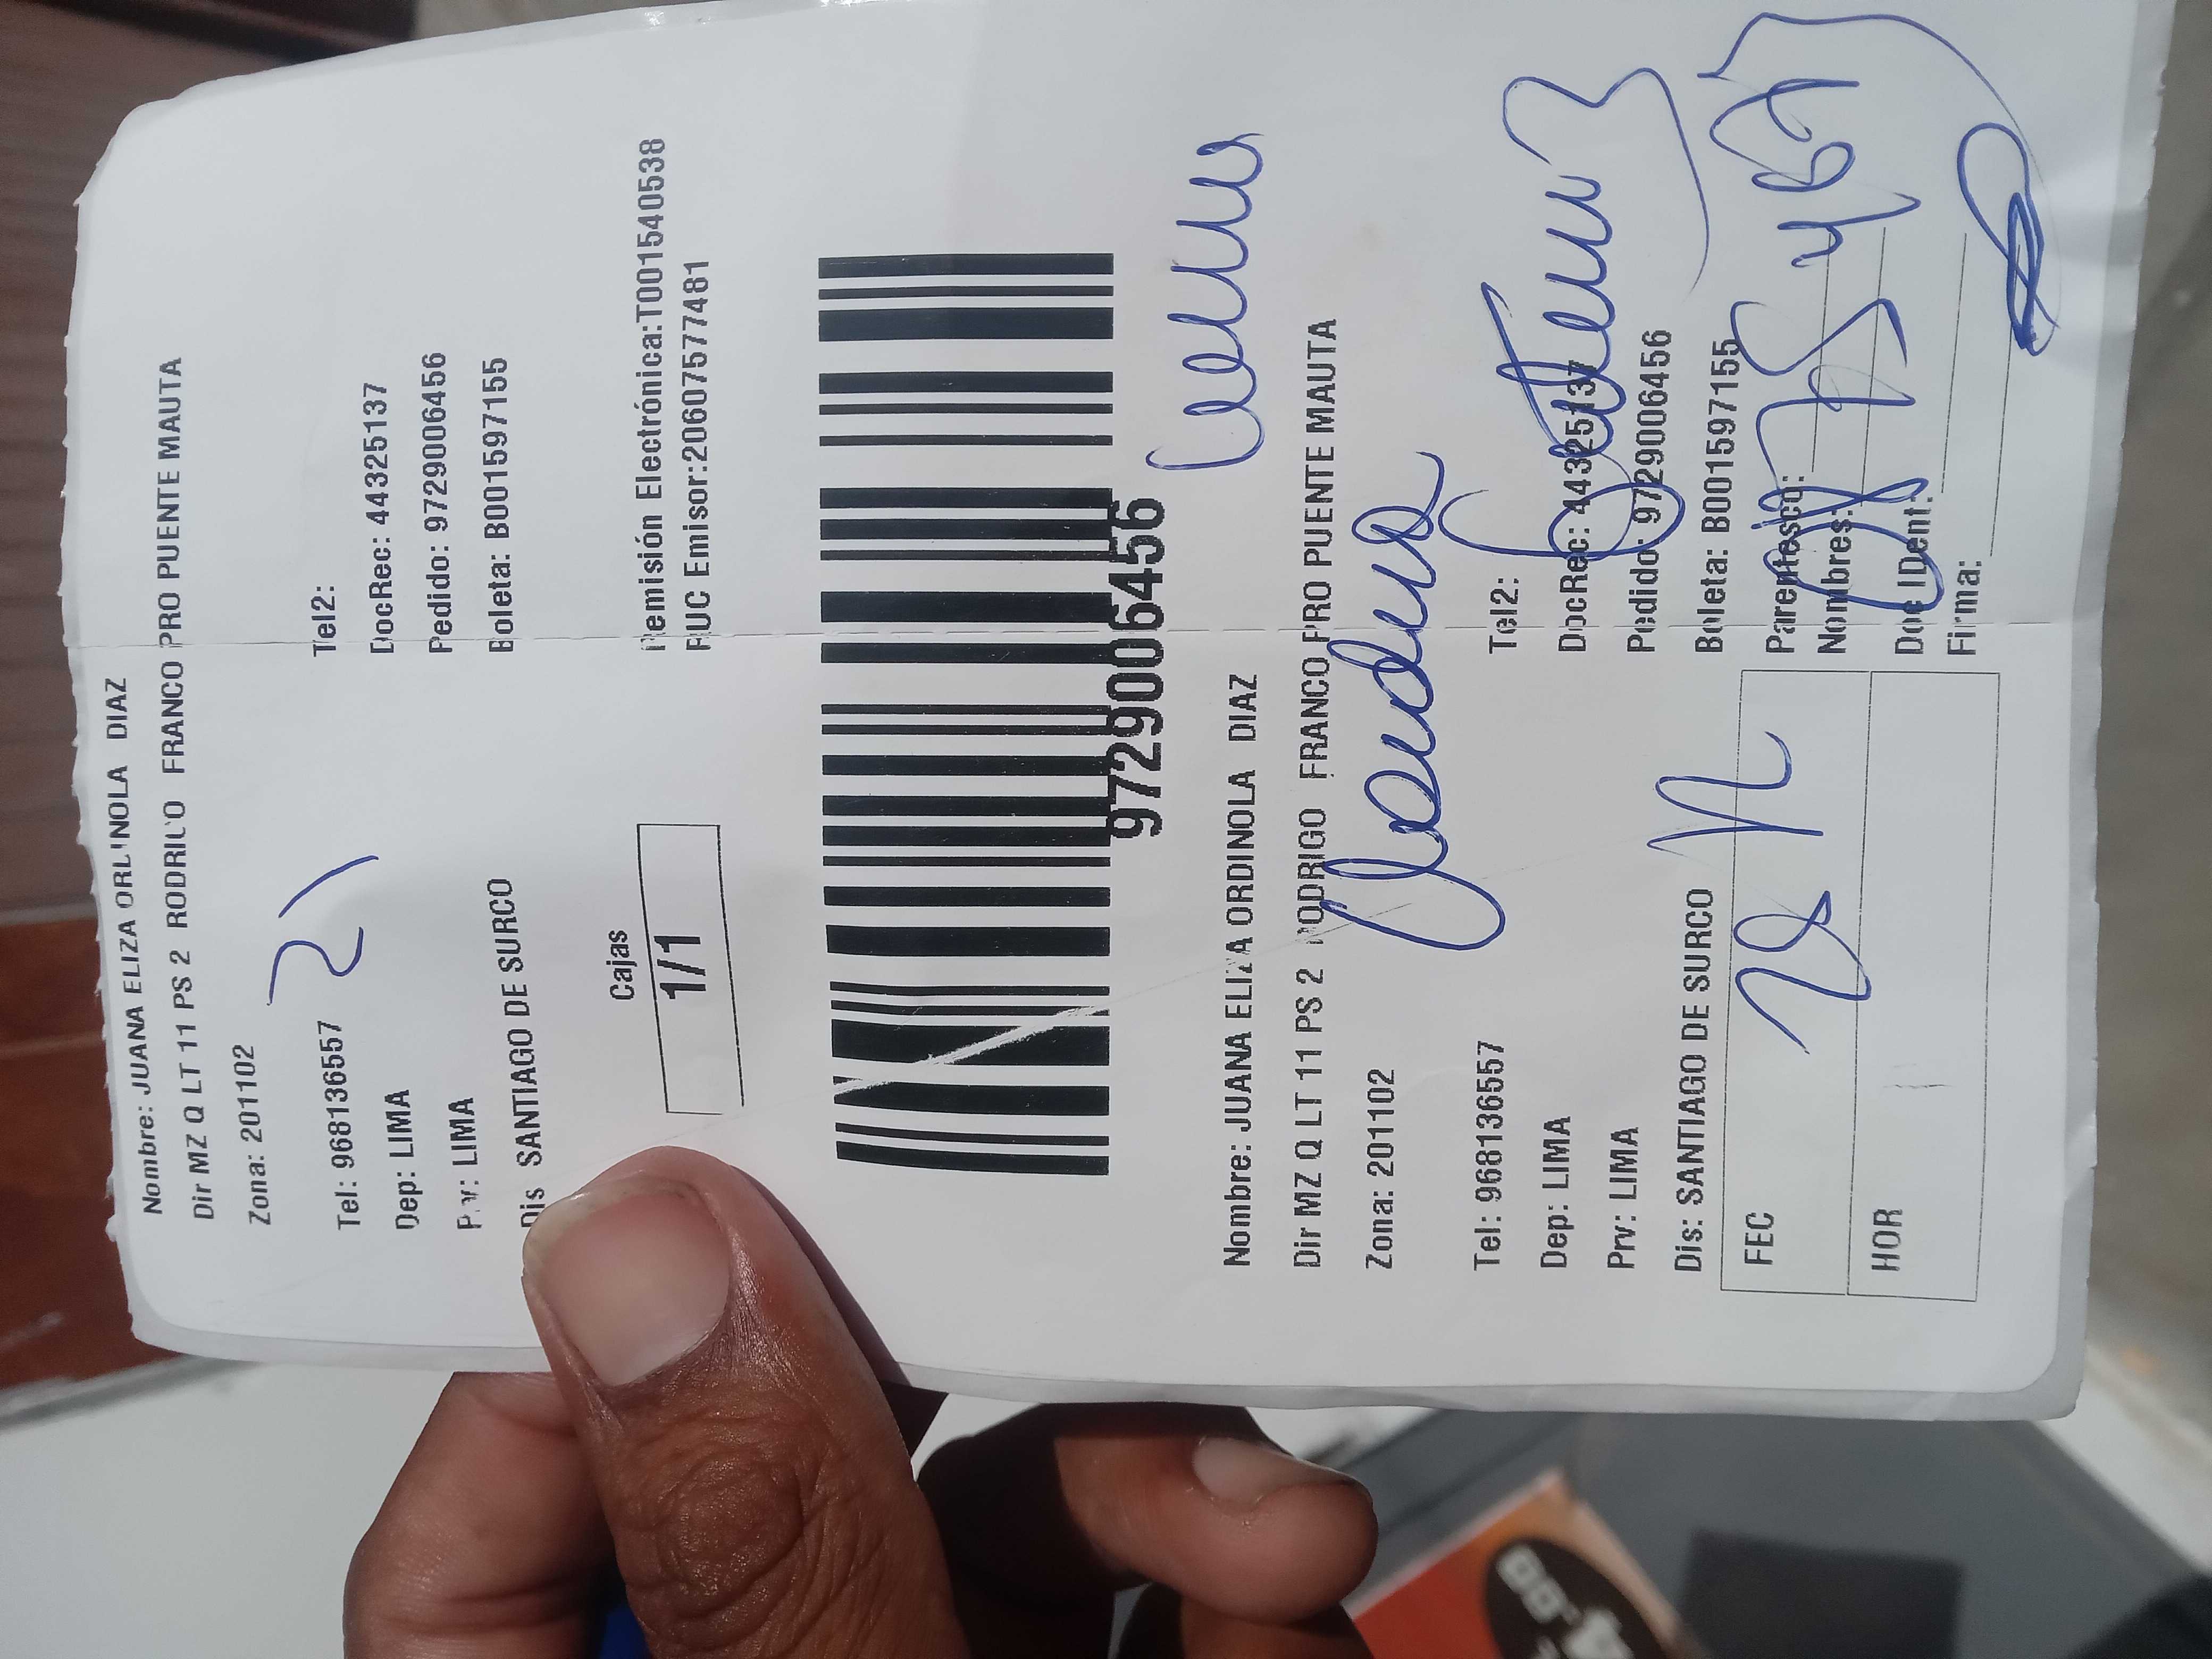 Nombre: JUANA ELIZA ORDINOLA DIAZ
Dir MZ Q LT 11 PS 2 RODRIGO FRANCO PRO PUENTE MAUTA
Zona: 201102
21
Tel: 968136557 Tel2:
Dep: LIMA DocRec: 44325137
Prv: LIMA Pedido: 9729006456
Dis SANTIAGO DE SURCO Boleta: B001597155
Cajas
1/1
Remisión Electrónica:T001540538
RUC Emisor:20607577481
9729006456
Nombre: JUANA ELIZA ORDINOLA DIAZ
Dir MZ Q LT 11 PS 2 RODRIGO FRANCO PRO PUENTE MAUTA
Zona: 201102
Tel: 968136557 Tel2:
Dep: LIMA DocRec: 44325137
Prv: LIMA Pedido: 9729006456
Dis: SANTIAGO DE SURCO Boleta: B001597155
FEC Parentesco:
Nombres:
HOR Doc IDent:
Firma: